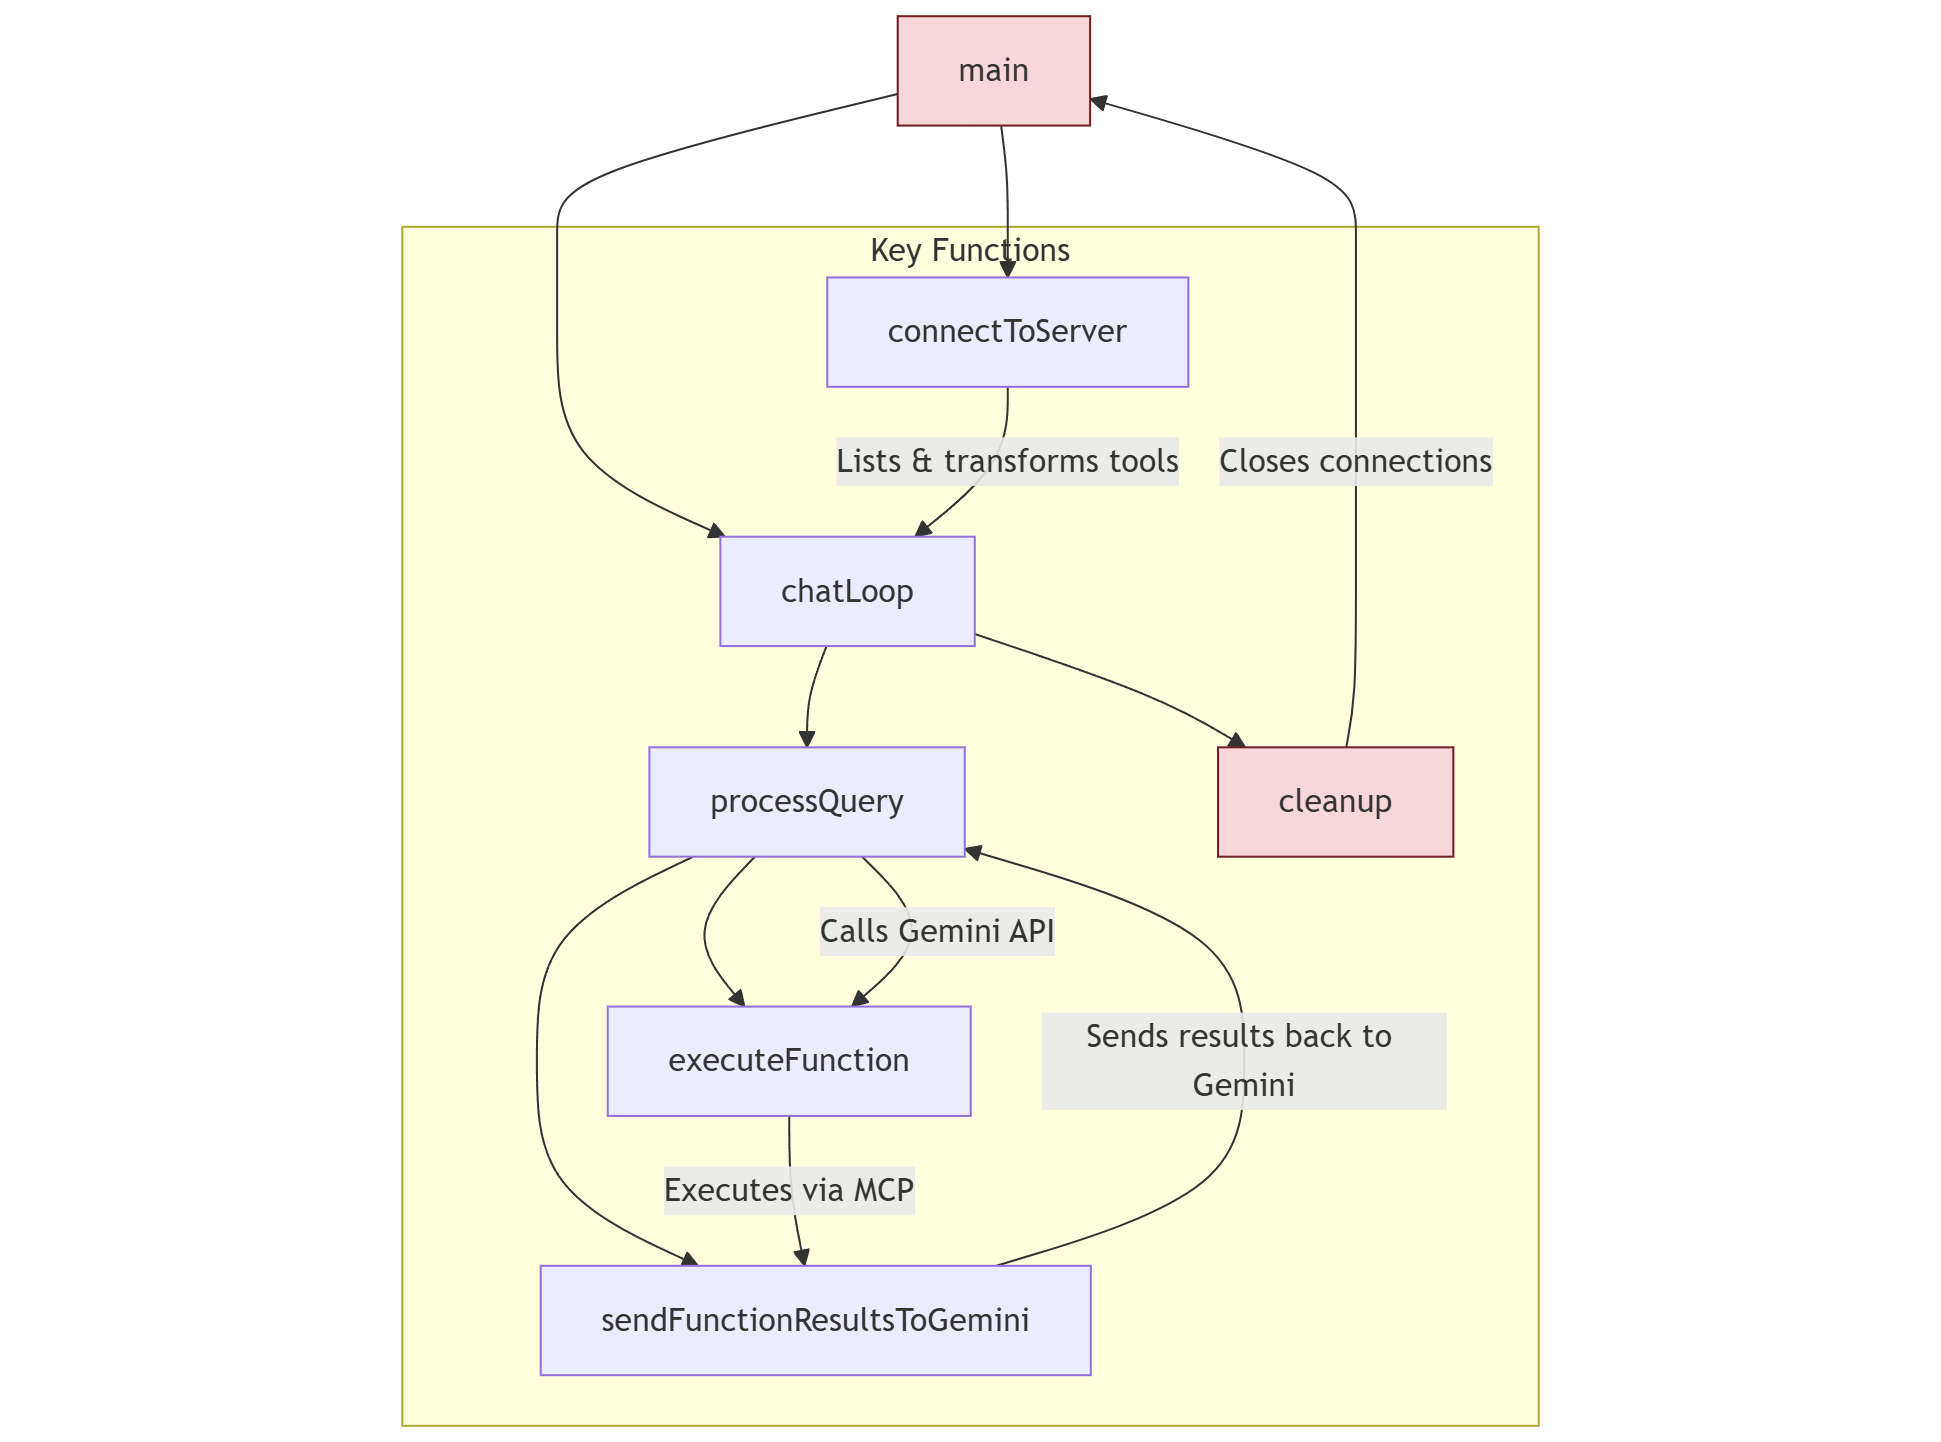 main
Key Functions
connectToServer
Lists & transforms tools
Closes connections
chatLoop
processQuery
cleanup
Calls Gemini API
executeFunction
Sends results back to
Gemini
Executes via MCP
sendFunctionResultsToGemini